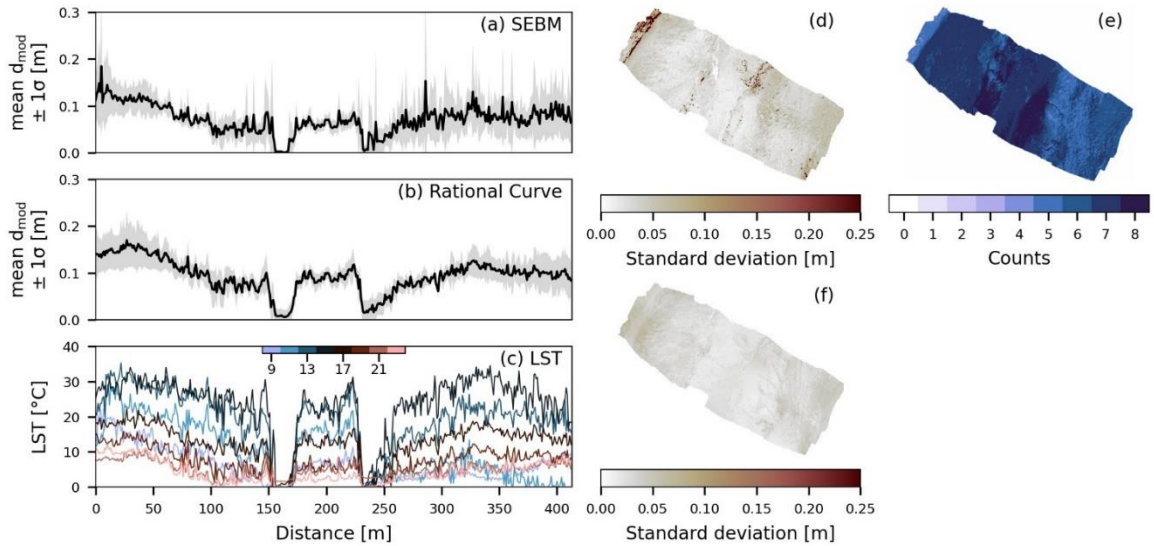 (a) SEBM
mean d_mod
± 1σ [m]
0.3
0.2
0.1
0.0
(b) Rational Curve
mean d_mod
± 1σ [m]
0.3
0.2
0.1
0.0
(c) LST
9 13 17 21
LST [°C]
40
30
20
10
0
0 50 100 150 200 250 300 350 400
Distance [m]
(d)
0.00 0.05 0.10 0.15 0.20 0.25
Standard deviation [m]
(e)
0 1 2 3 4 5 6 7 8
Counts
(f)
0.00 0.05 0.10 0.15 0.20 0.25
Standard deviation [m]